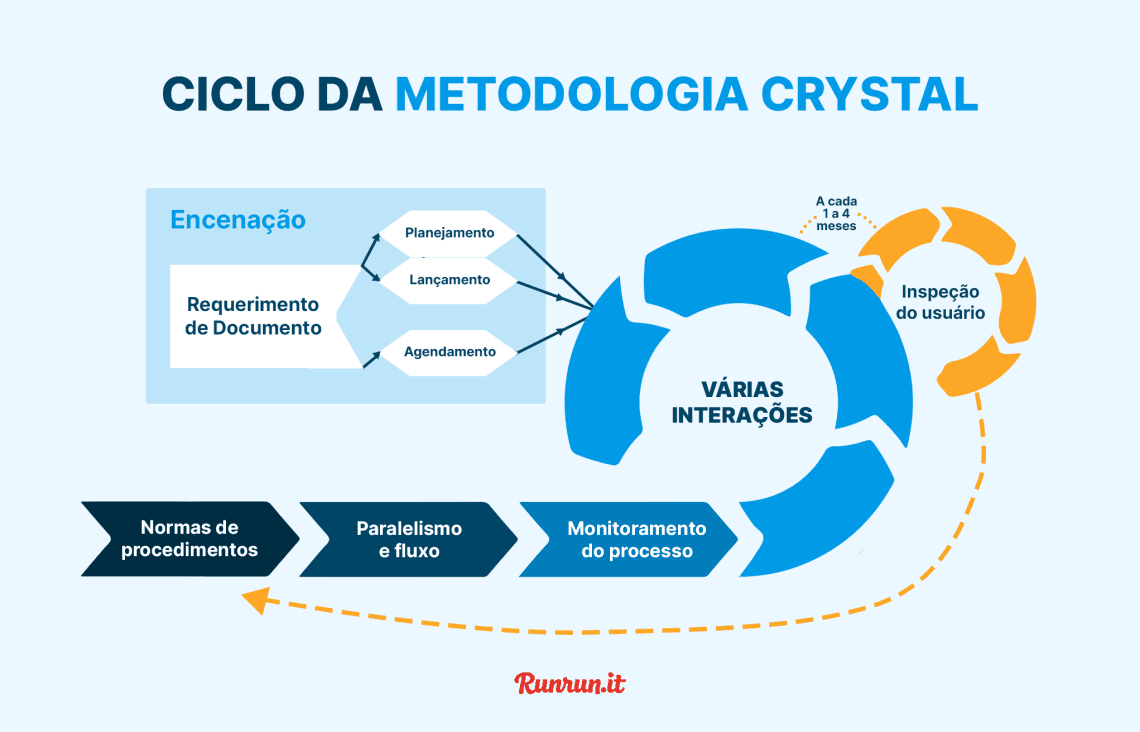 CICLO DA METODOLOGIA CRYSTAL
Encenação
Requerimento
de Documento
Planejamento
Lançamento
Agendamento
A cada
1 a 4
meses
Inspeção
do usuário
VÁRIAS
INTERAÇÕES
Normas de
procedimentos
Paralelismo
e fluxo
Monitoramento
do processo
Runrun.it